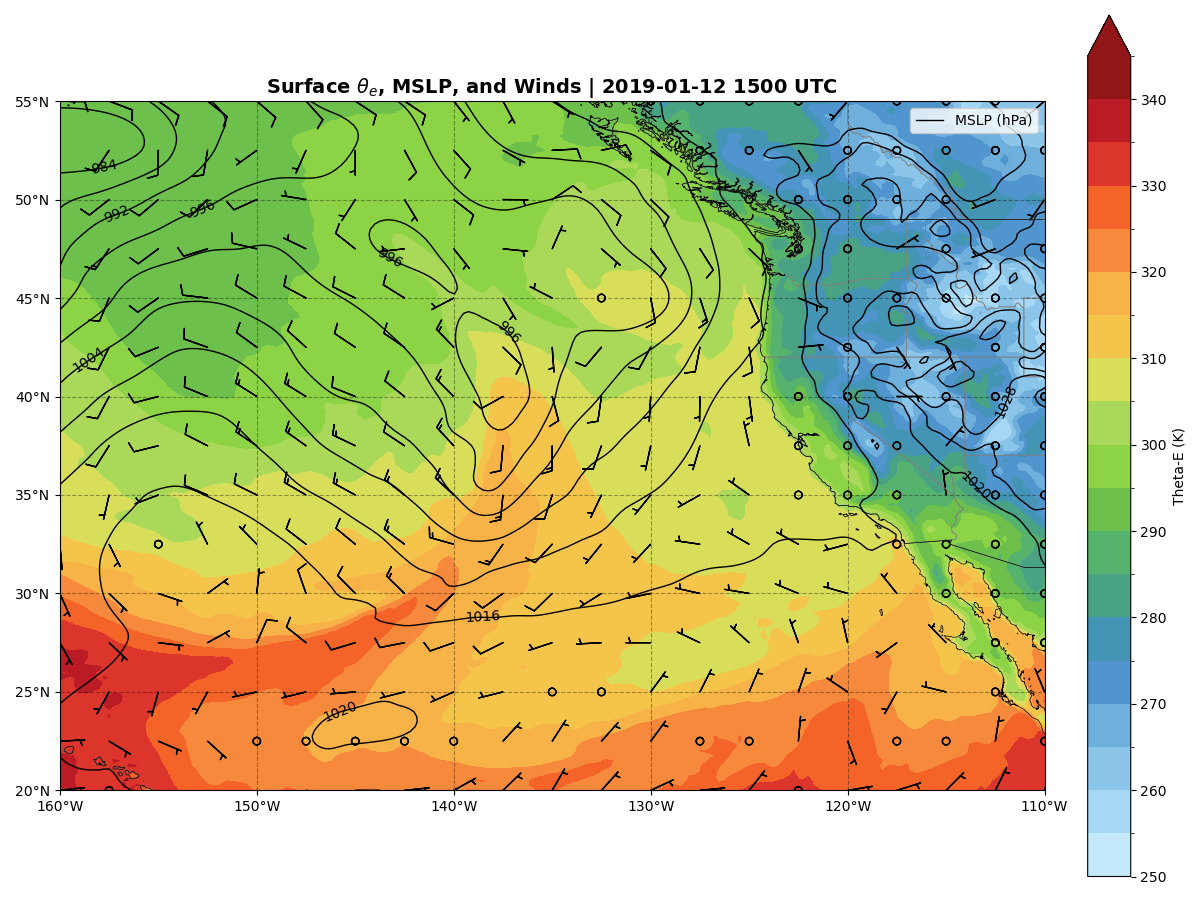 Surface θₑ, MSLP, and Winds | 2019-01-12 1500 UTC
MSLP (hPa)
55°N
50°N
45°N
40°N
35°N
30°N
25°N
20°N
160°W
150°W
140°W
130°W
120°W
110°W
984
992
996
996
996
1004
1016
1020
1020
1028
340
330
320
310
300
290
280
270
260
250
Theta-E (K)